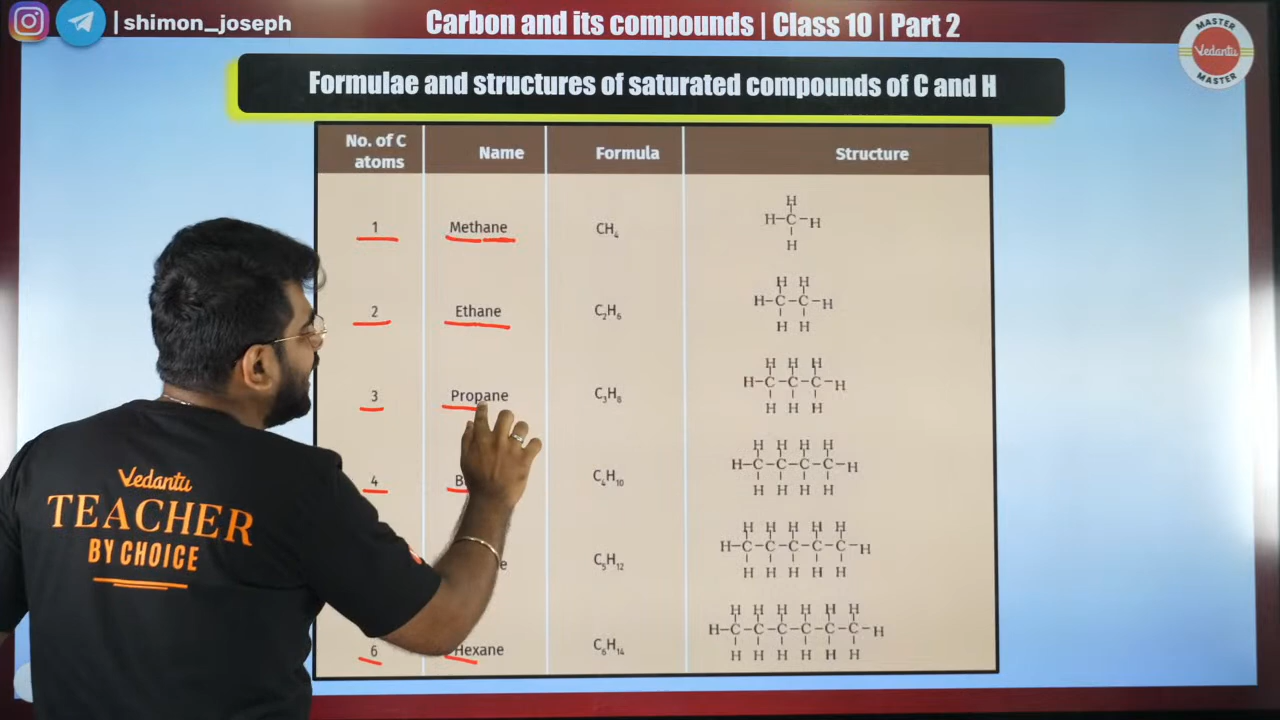 | shimon_joseph
Carbon and its compounds | Class 10 | Part 2
MASTER
Vedantu
MASTER
Formulae and structures of saturated compounds of C and H
No. of C atoms Name Formula Structure
1 Methane CH₄
H
H–C–H
H
2 Ethane C₂H₆
H H
H–C–C–H
H H
3 Propane C₃H₈
H H H
H–C–C–C–H
H H H
4 C₄H₁₀
H H H H
H–C–C–C–C–H
H H H H
C₅H₁₂
H H H H H
H–C–C–C–C–C–H
H H H H H
6 Hexane C₆H₁₄
H H H H H H
H–C–C–C–C–C–C–H
H H H H H H
Vedantu
TEACHER
BY CHOICE